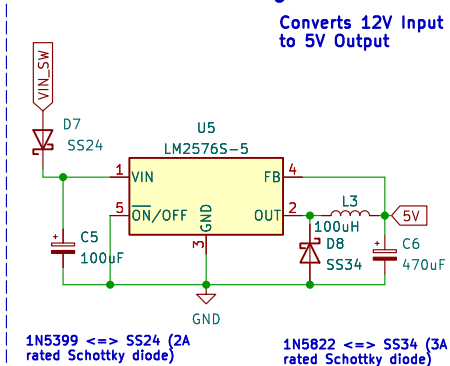 Converts 12V Input
to 5V Output
VIN_SW
D7
SS24
U5
LM2576S-5
1
VIN
FB
4
5
ON/OFF
GND
OUT
2
3
L3
100uH
5V
C5
100uF
D8
SS34
C6
470uF
GND
1N5399 <=> SS24 (2A
rated Schottky diode)
1N5822 <=> SS34 (3A
rated Schottky diode)